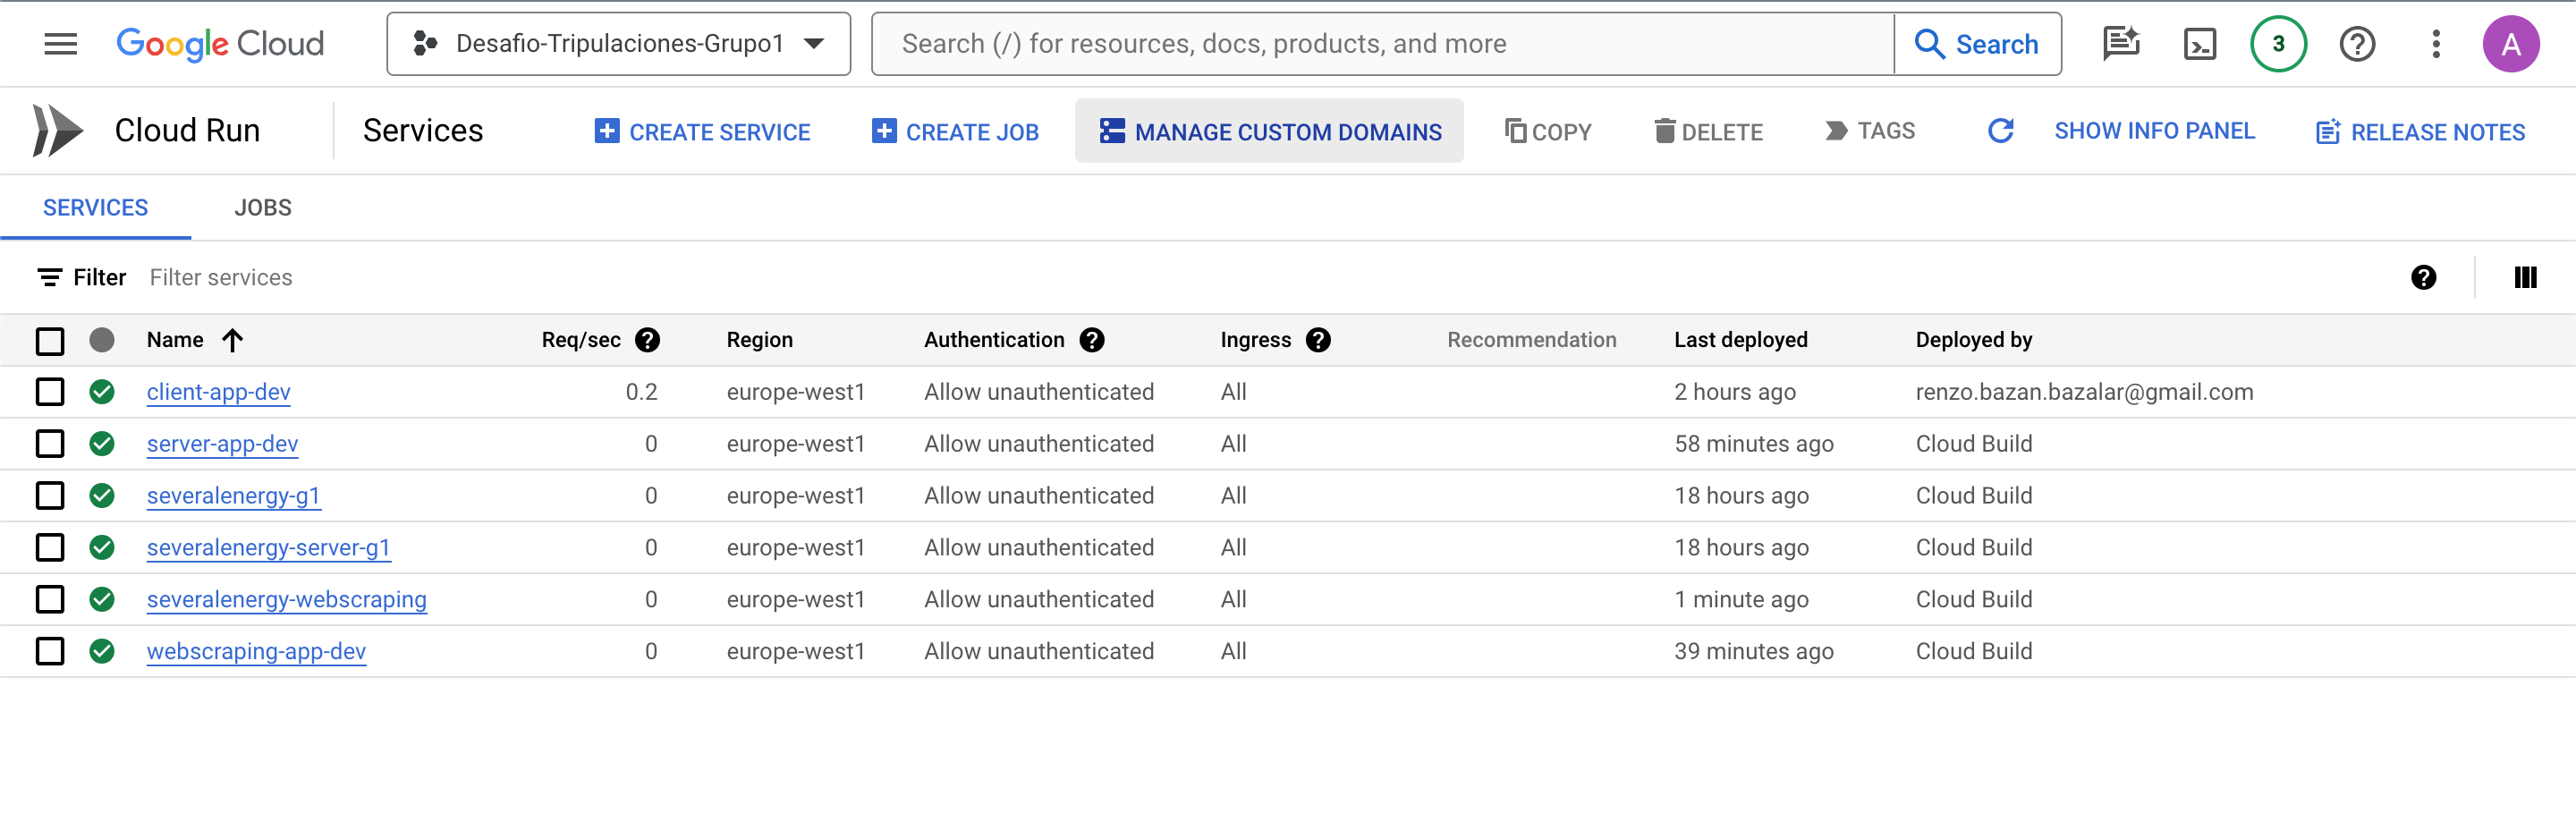 Google Cloud Desafio-Tripulaciones-Grupo1 Search (/) for resources, docs, products, and more Search 3 A
Cloud Run Services CREATE SERVICE CREATE JOB MANAGE CUSTOM DOMAINS COPY DELETE TAGS SHOW INFO PANEL RELEASE NOTES
SERVICES JOBS
Filter Filter services
Name Req/sec Region Authentication Ingress Recommendation Last deployed Deployed by
client-app-dev 0.2 europe-west1 Allow unauthenticated All 2 hours ago renzo.bazan.bazalar@gmail.com
server-app-dev 0 europe-west1 Allow unauthenticated All 58 minutes ago Cloud Build
severalenergy-g1 0 europe-west1 Allow unauthenticated All 18 hours ago Cloud Build
severalenergy-server-g1 0 europe-west1 Allow unauthenticated All 18 hours ago Cloud Build
severalenergy-webscraping 0 europe-west1 Allow unauthenticated All 1 minute ago Cloud Build
webscraping-app-dev 0 europe-west1 Allow unauthenticated All 39 minutes ago Cloud Build